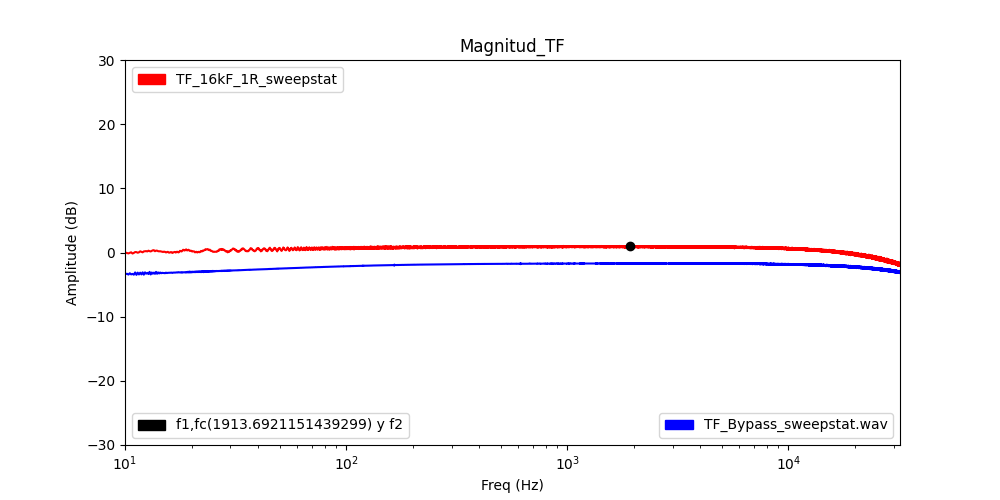 Magnitud_TF
TF_16kF_1R_sweepstat
30
20
10
0
−10
−20
−30
Amplitude (dB)
f1,fc(1913.6921151439299) y f2
TF_Bypass_sweepstat.wav
10¹
10²
10³
10⁴
Freq (Hz)